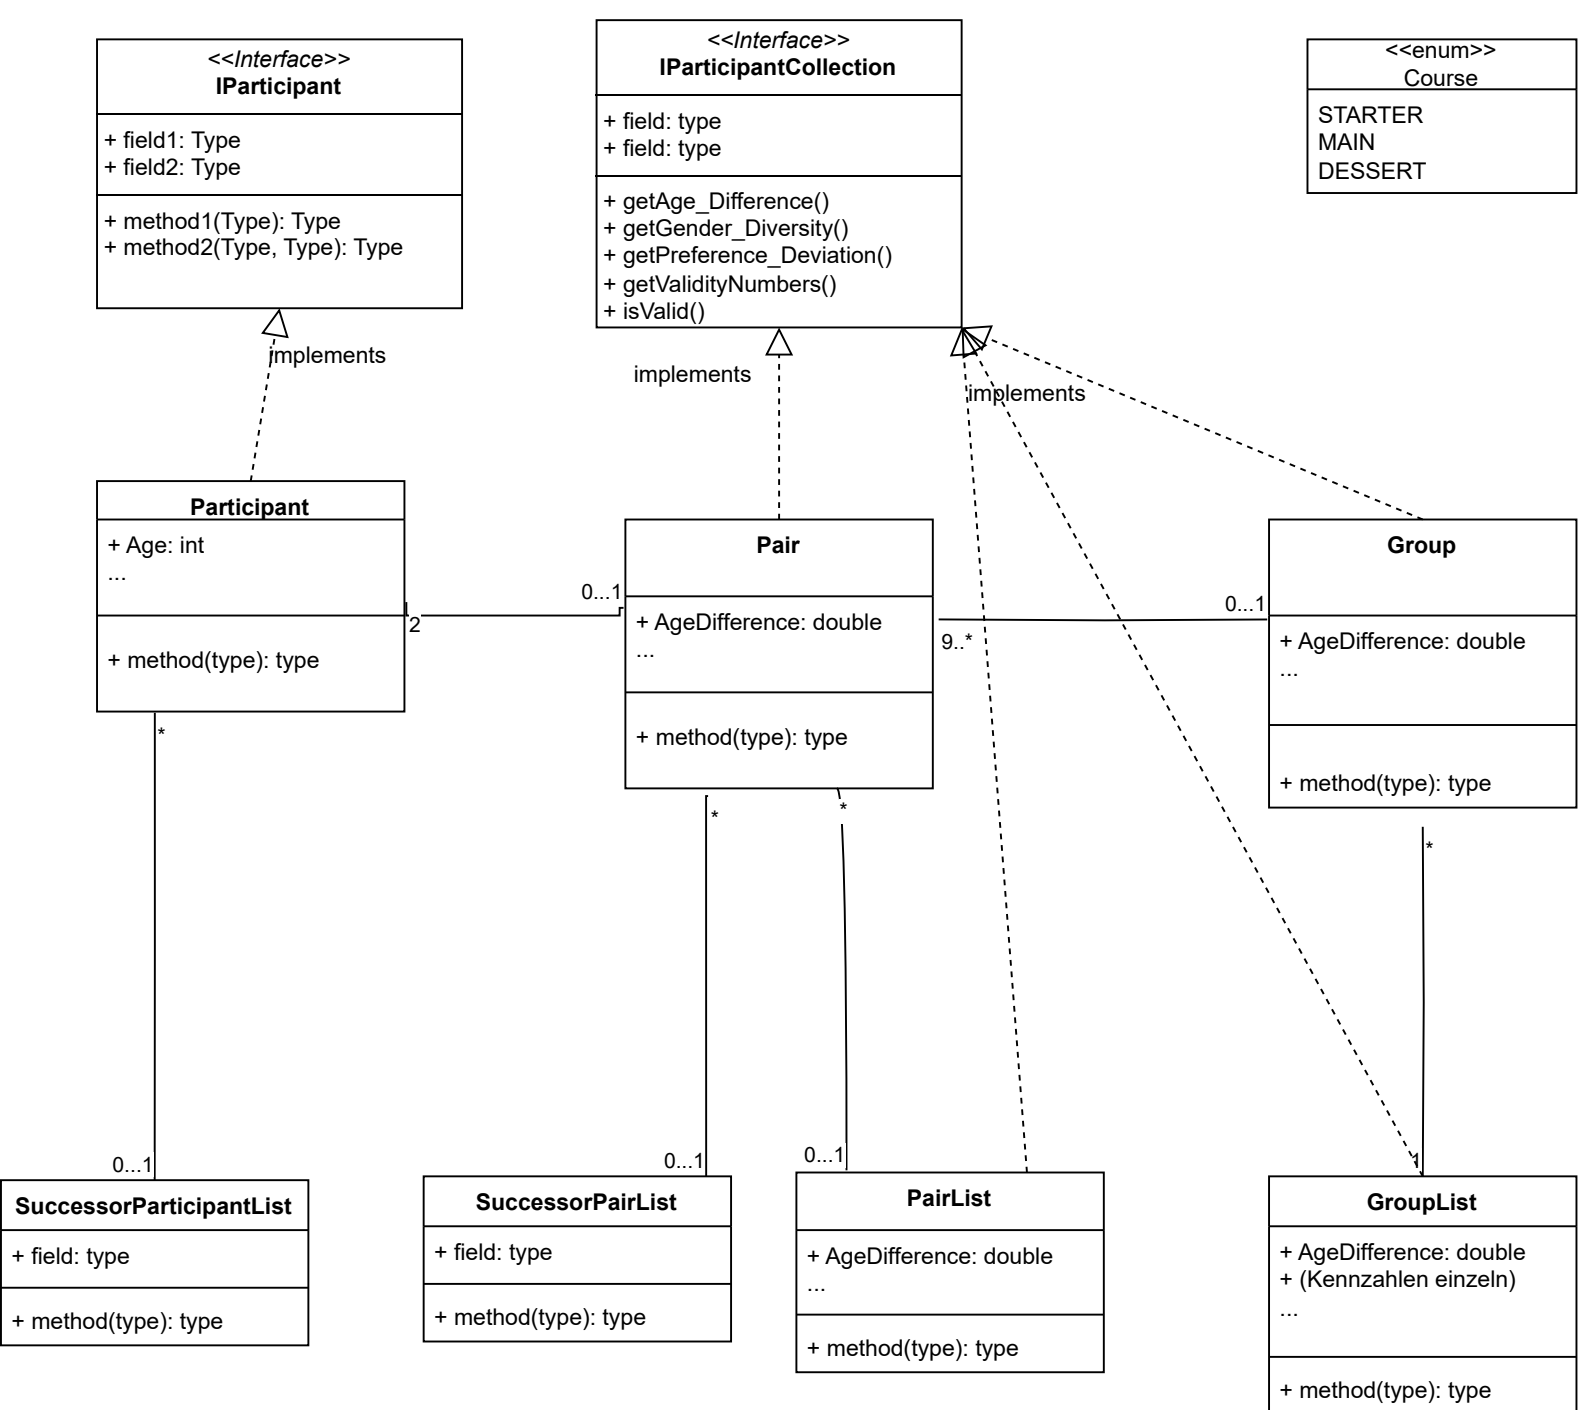 <<Interface>>
IParticipant
+ field1: Type
+ field2: Type
+ method1(Type): Type
+ method2(Type, Type): Type
<<Interface>>
IParticipantCollection
+ field: type
+ field: type
+ getAge_Difference()
+ getGender_Diversity()
+ getPreference_Deviation()
+ getValidityNumbers()
+ isValid()
<<enum>>
Course
STARTER
MAIN
DESSERT
implements
implements
implements
Participant
+ Age: int
...
+ method(type): type
2
0...1
Pair
+ AgeDifference: double
...
+ method(type): type
9..*
0...1
Group
+ AgeDifference: double
...
+ method(type): type
*
*
*
*
0...1
0...1
0...1
1
SuccessorParticipantList
+ field: type
+ method(type): type
SuccessorPairList
+ field: type
+ method(type): type
PairList
+ AgeDifference: double
...
+ method(type): type
GroupList
+ AgeDifference: double
+ (Kennzahlen einzeln)
...
+ method(type): type